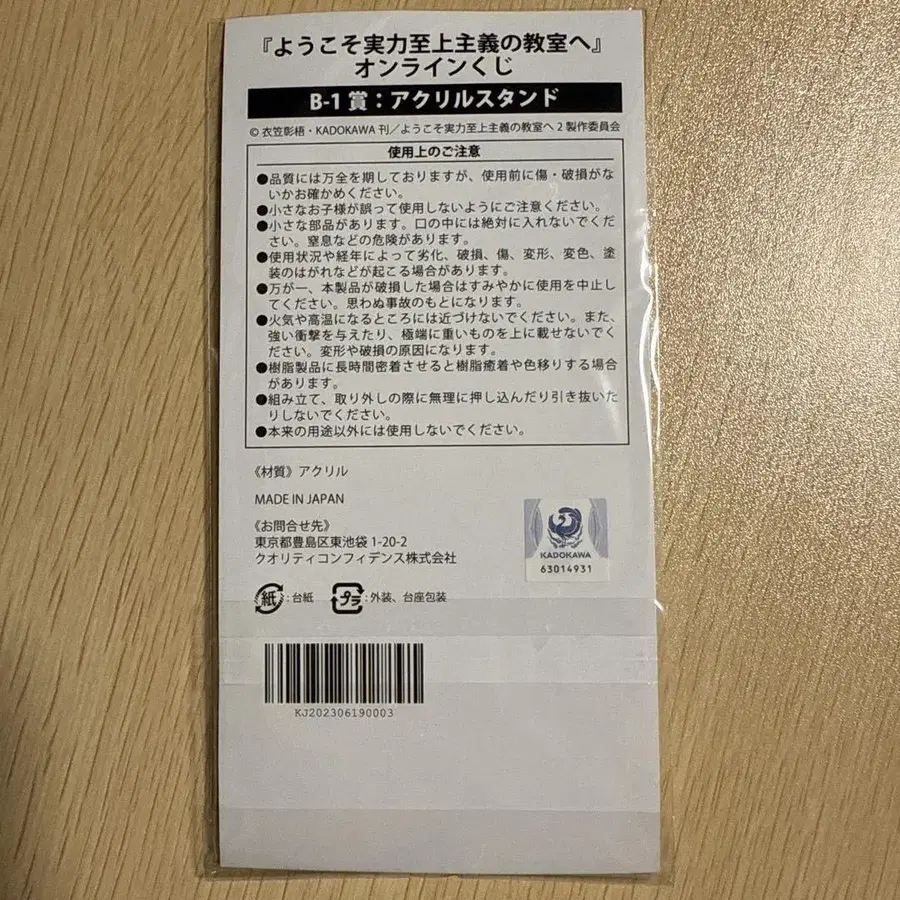 『ようこそ実力至上主義の教室へ』
オンラインくじ
B-1 賞：アクリルスタンド
© 衣笠彰梧・KADOKAWA 刊／ようこそ実力至上主義の教室へ 2 製作委員会
使用上のご注意
●品質には万全を期しておりますが、使用前に傷・破損がな
いかお確かめください。
●小さなお子様が誤って使用しないようにご注意ください。
●小さな部品があります。口の中には絶対に入れないでくだ
さい。窒息などの危険があります。
●使用状況や経年によって劣化、破損、傷、変形、変色、塗
装のはがれなどが起こる場合があります。
●万が一、本製品が破損した場合はすみやかに使用を中止し
てください。思わぬ事故のもとになります。
●火気や高温になるところには近づけないでください。また、
強い衝撃を与えたり、極端に重いものを上に載せないでく
ださい。変形や破損の原因になります。
●樹脂製品に長時間密着させると樹脂癒着や色移りする場合
があります。
●組み立て、取り外しの際に無理に押し込んだり引き抜いた
りしないでください。
●本来の用途以外には使用しないでください。
《材質》アクリル
MADE IN JAPAN
《お問合せ先》
東京都豊島区東池袋 1-20-2
クオリティコンフィデンス株式会社
KADOKAWA
63014931
紙：台紙 プラ：外装、台座包装
KJ202306190003